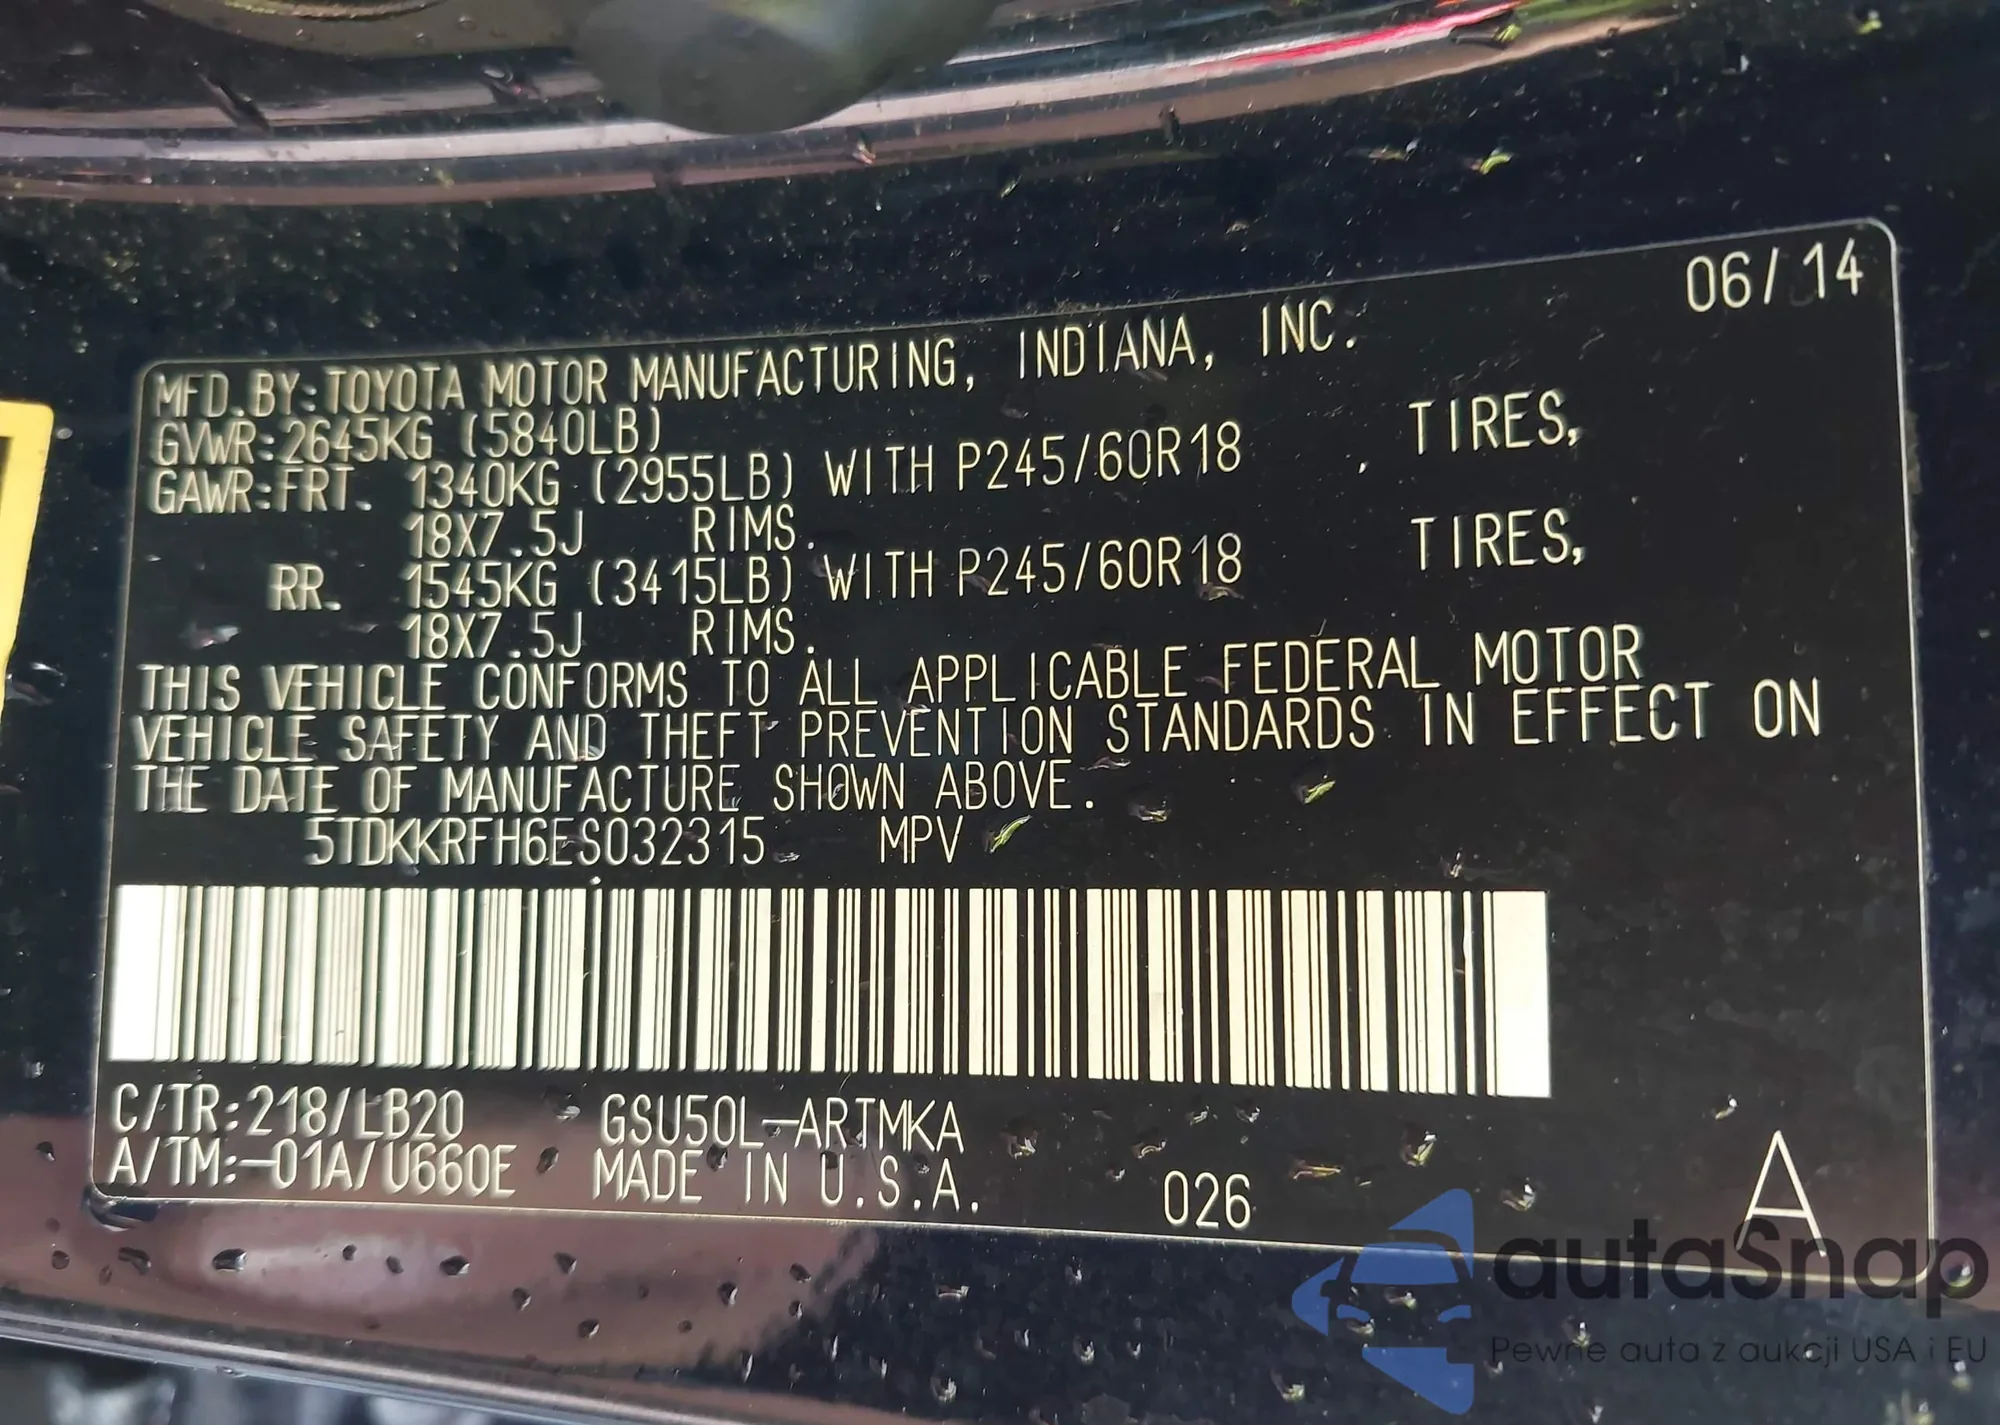 06/14
MFD.BY:TOYOTA MOTOR MANUFACTURING, INDIANA, INC.
GVWR:2645KG (5840LB)
GAWR:FRT. 1340KG (2955LB) WITH P245/60R18 TIRES,
18X7.5J RIMS.
RR. 1545KG (3415LB) WITH P245/60R18 TIRES,
18X7.5J RIMS.
THIS VEHICLE CONFORMS TO ALL APPLICABLE FEDERAL MOTOR
VEHICLE SAFETY AND THEFT PREVENTION STANDARDS IN EFFECT ON
THE DATE OF MANUFACTURE SHOWN ABOVE.
5TDKKRFH6ES032315 MPV
C/TR:218/LB20 GSU50L-ARTMKA
A/TM:-01A/U660E MADE IN U.S.A. 026 A
autaSnap
Pewne auta z aukcji USA i EU